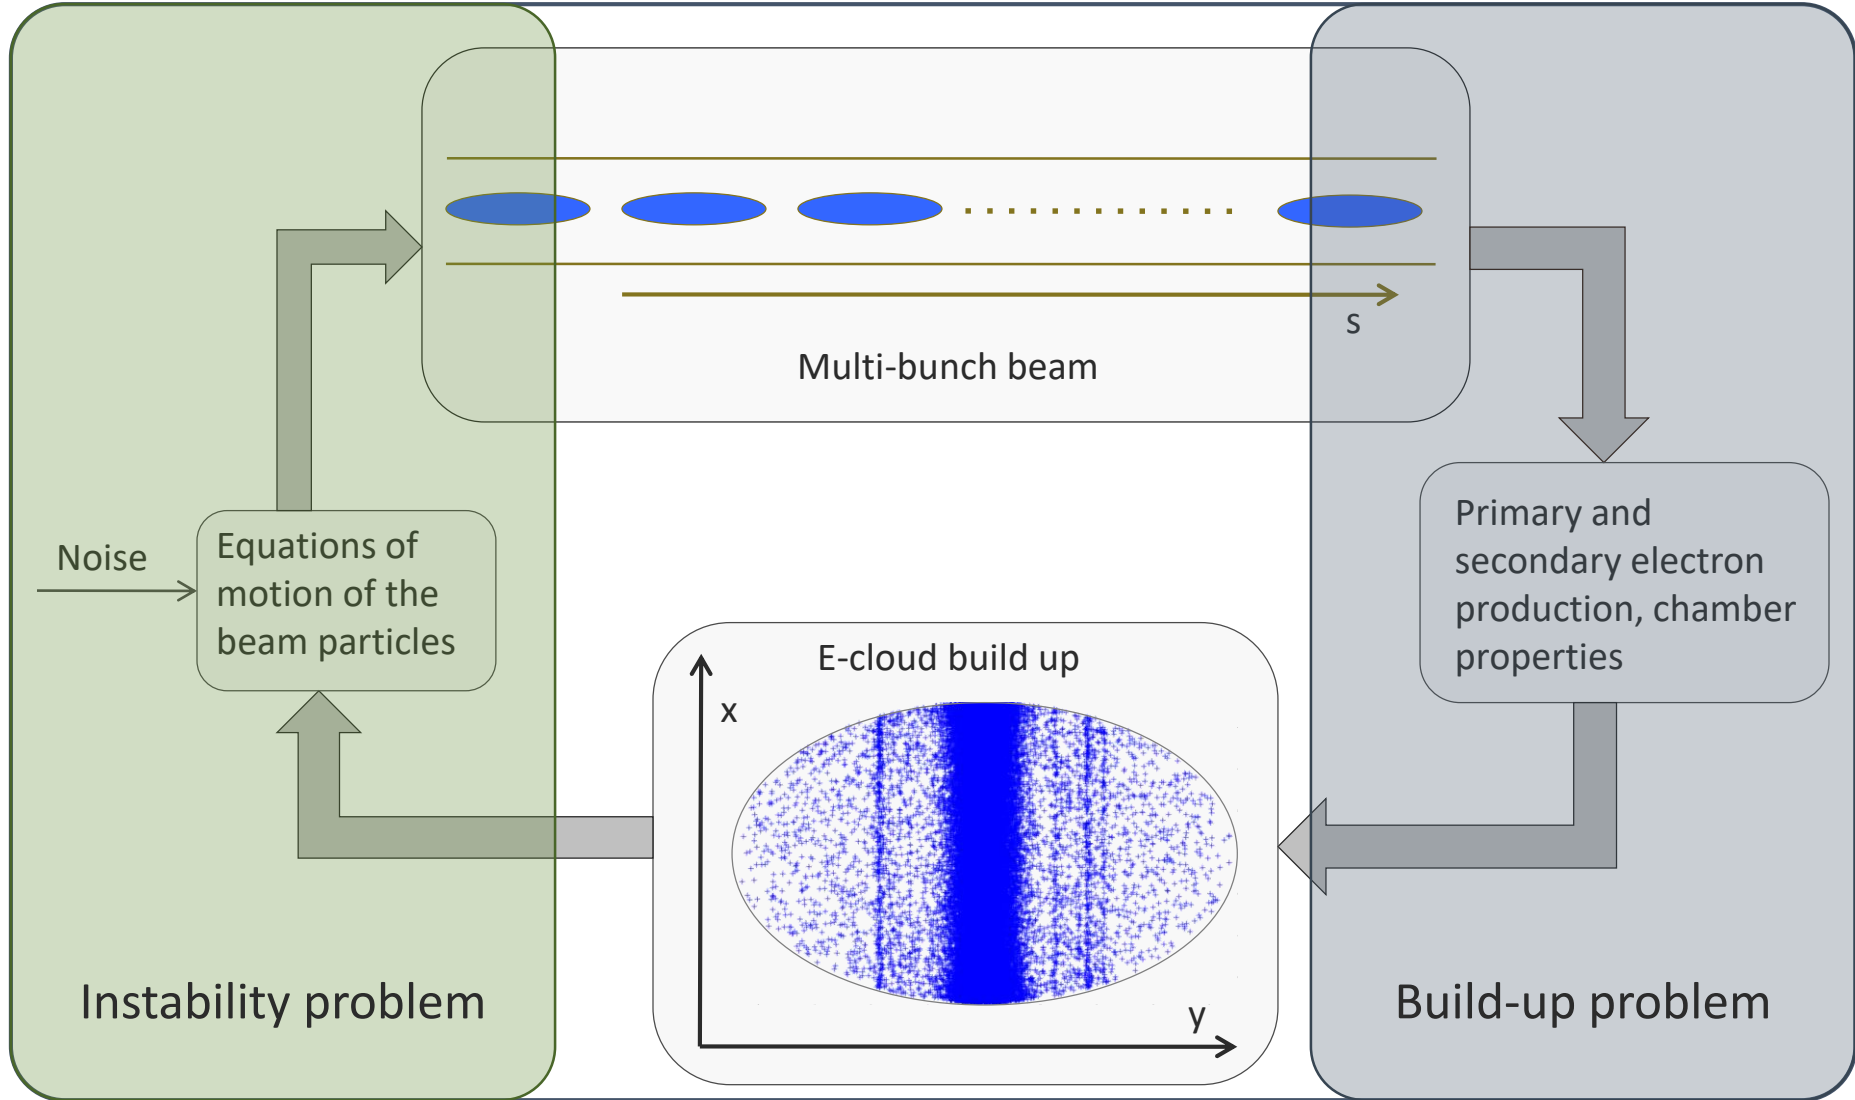 s
Multi-bunch beam
Noise
Equations of
motion of the
beam particles
Primary and
secondary electron
production, chamber
properties
E-cloud build up
x
y
Instability problem
Build-up problem